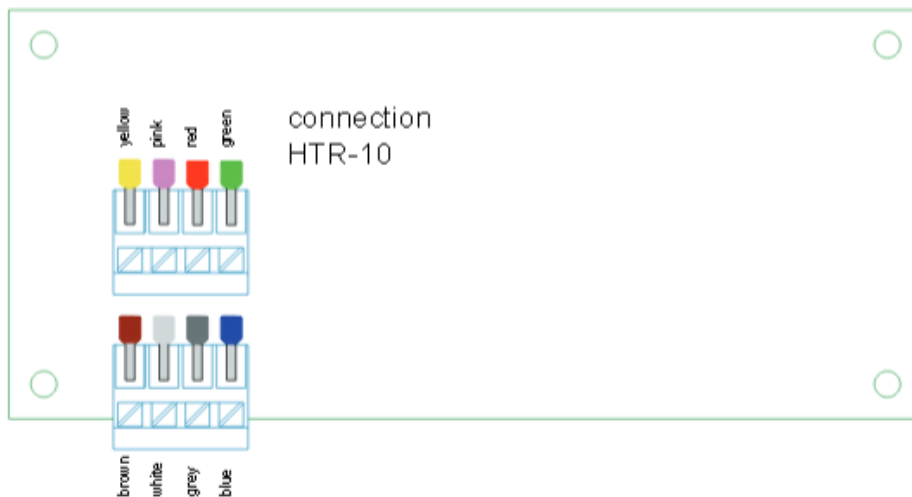 yellow
pink
red
green
connection
HTR-10
brown
white
grey
blue